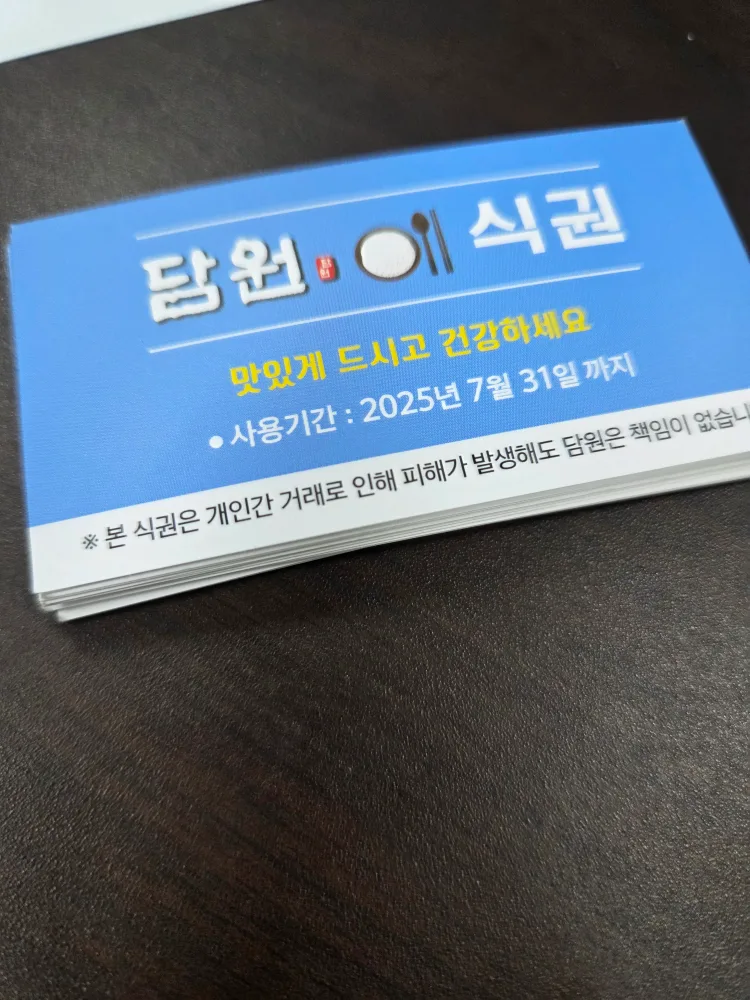 담원 담원 식권
맛있게 드시고 건강하세요
● 사용기간 : 2025년 7월 31일 까지
※ 본 식권은 개인간 거래로 인해 피해가 발생해도 담원은 책임이 없습니